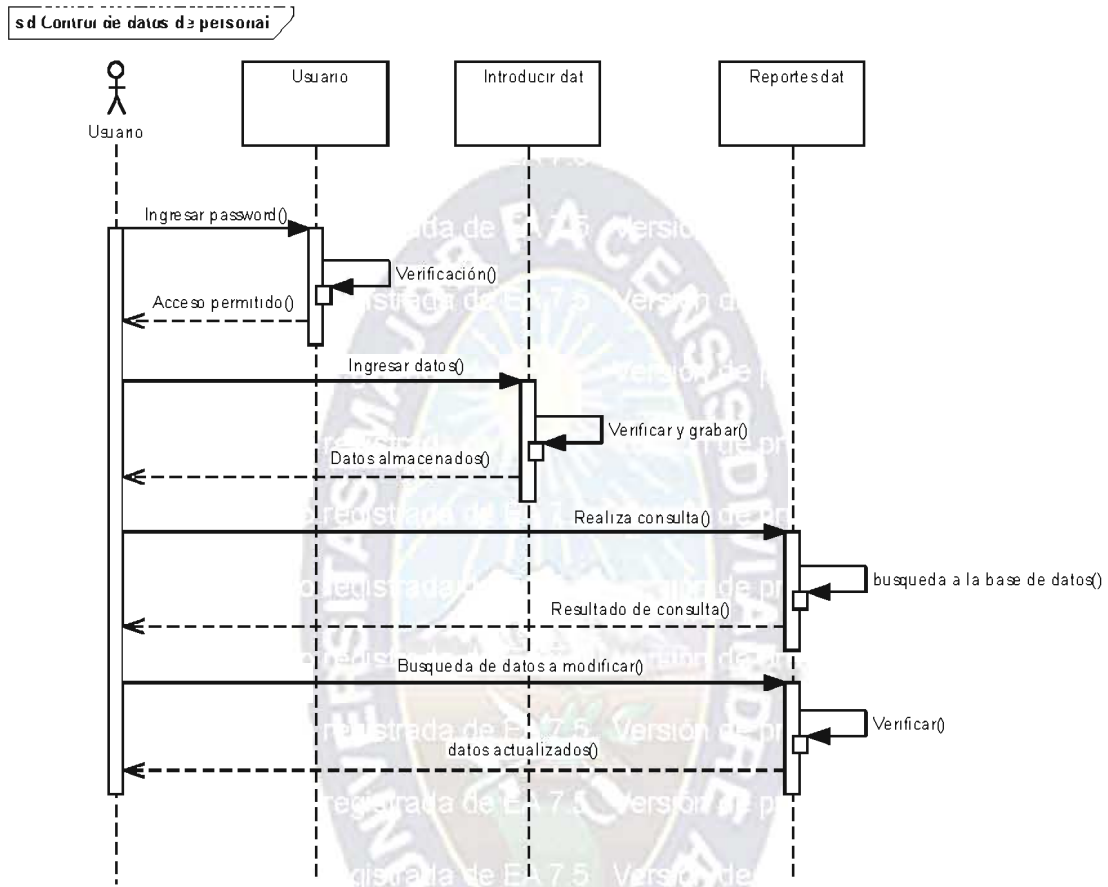 sd Control de datos de personal
Usuario
Usuario
Introducir dat
Reportes dat
Ingresar password()
Verificación()
Acceso permitido()
Ingresar datos()
Verificar y grabar()
Datos almacenados()
Realiza consulta()
busqueda a la base de datos()
Resultado de consulta()
Busqueda de datos a modificar()
Verificar()
datos actualizados()